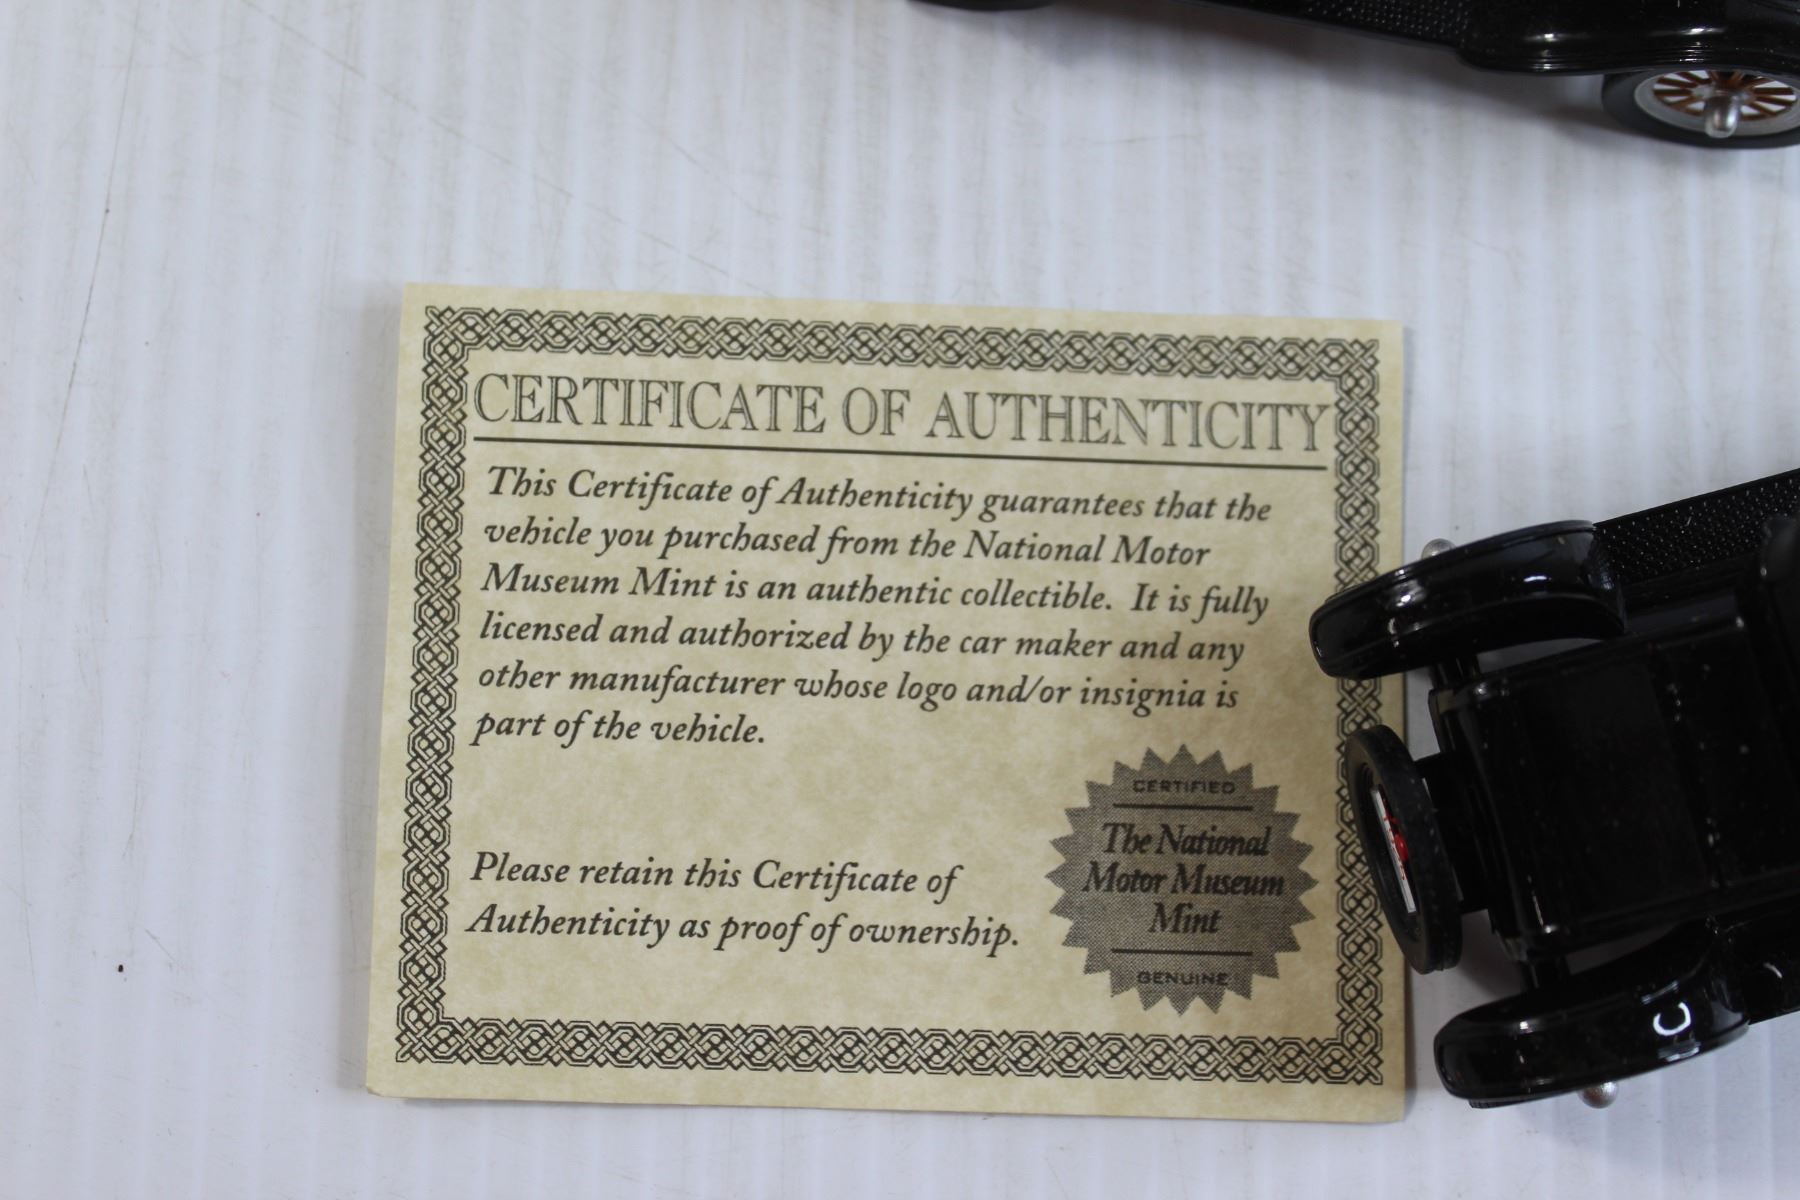 CERTIFICATE OF AUTHENTICITY
This Certificate of Authenticity guarantees that the
vehicle you purchased from the National Motor
Museum Mint is an authentic collectible. It is fully
licensed and authorized by the car maker and any
other manufacturer whose logo and/or insignia is
part of the vehicle.
Please retain this Certificate of
Authenticity as proof of ownership.
CERTIFIED
The National
Motor Museum
Mint
GENUINE